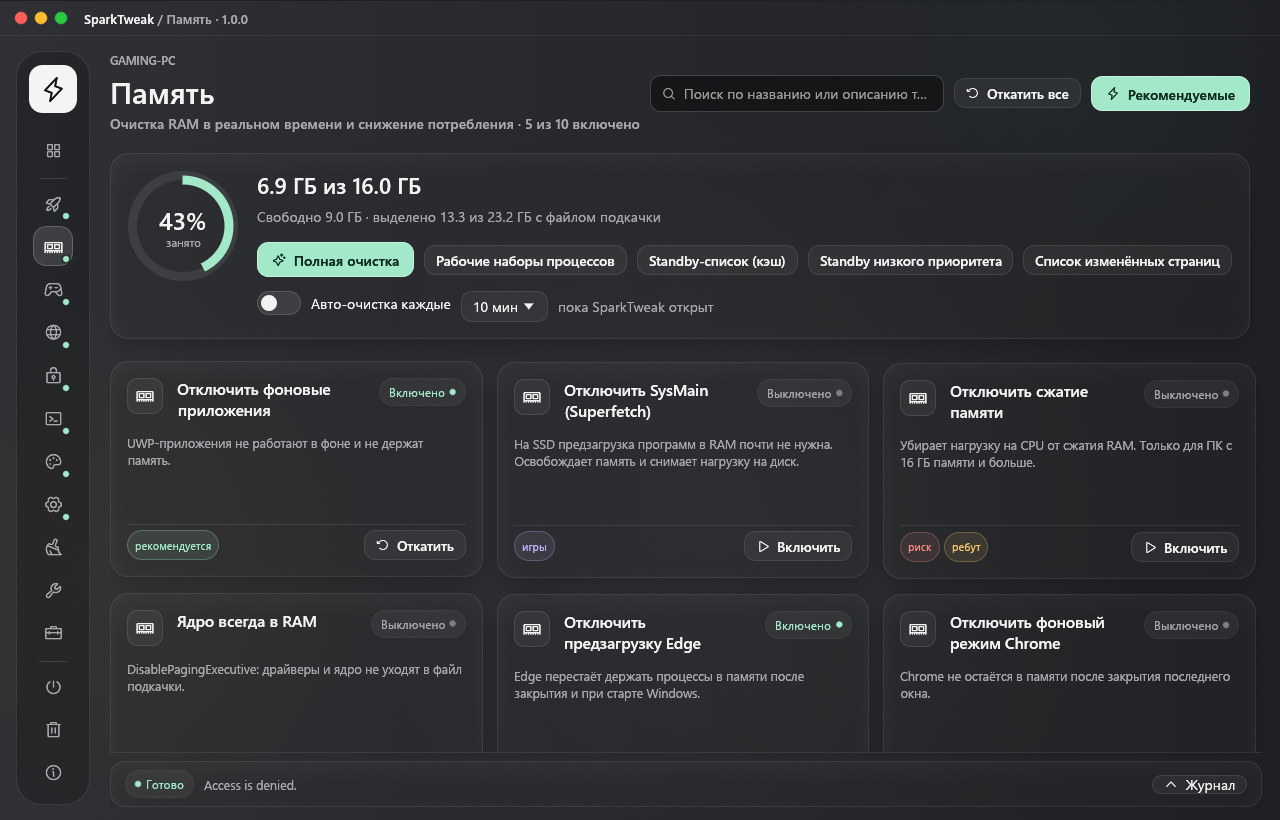 SparkTweak / Память · 1.0.0
GAMING-PC
Память
Очистка RAM в реальном времени и снижение потребления · 5 из 10 включено
Поиск по названию или описанию т...
Откатить все
Рекомендуемые
43%
занято
6.9 ГБ из 16.0 ГБ
Свободно 9.0 ГБ · выделено 13.3 из 23.2 ГБ с файлом подкачки
Полная очистка
Рабочие наборы процессов
Standby-список (кэш)
Standby низкого приоритета
Список изменённых страниц
Авто-очистка каждые
10 мин
пока SparkTweak открыт
Отключить фоновые
приложения
Включено
UWP-приложения не работают в фоне и не держат
память.
рекомендуется
Откатить
Отключить SysMain
(Superfetch)
Выключено
На SSD предзагрузка программ в RAM почти не нужна.
Освобождает память и снимает нагрузку на диск.
игры
Включить
Отключить сжатие
памяти
Выключено
Убирает нагрузку на CPU от сжатия RAM. Только для ПК с
16 ГБ памяти и больше.
риск
ребут
Включить
Ядро всегда в RAM
Выключено
DisablePagingExecutive: драйверы и ядро не уходят в файл
подкачки.
Отключить
предзагрузку Edge
Включено
Edge перестаёт держать процессы в памяти после
закрытия и при старте Windows.
Отключить фоновый
режим Chrome
Выключено
Chrome не остаётся в памяти после закрытия последнего
окна.
Готово
Access is denied.
Журнал